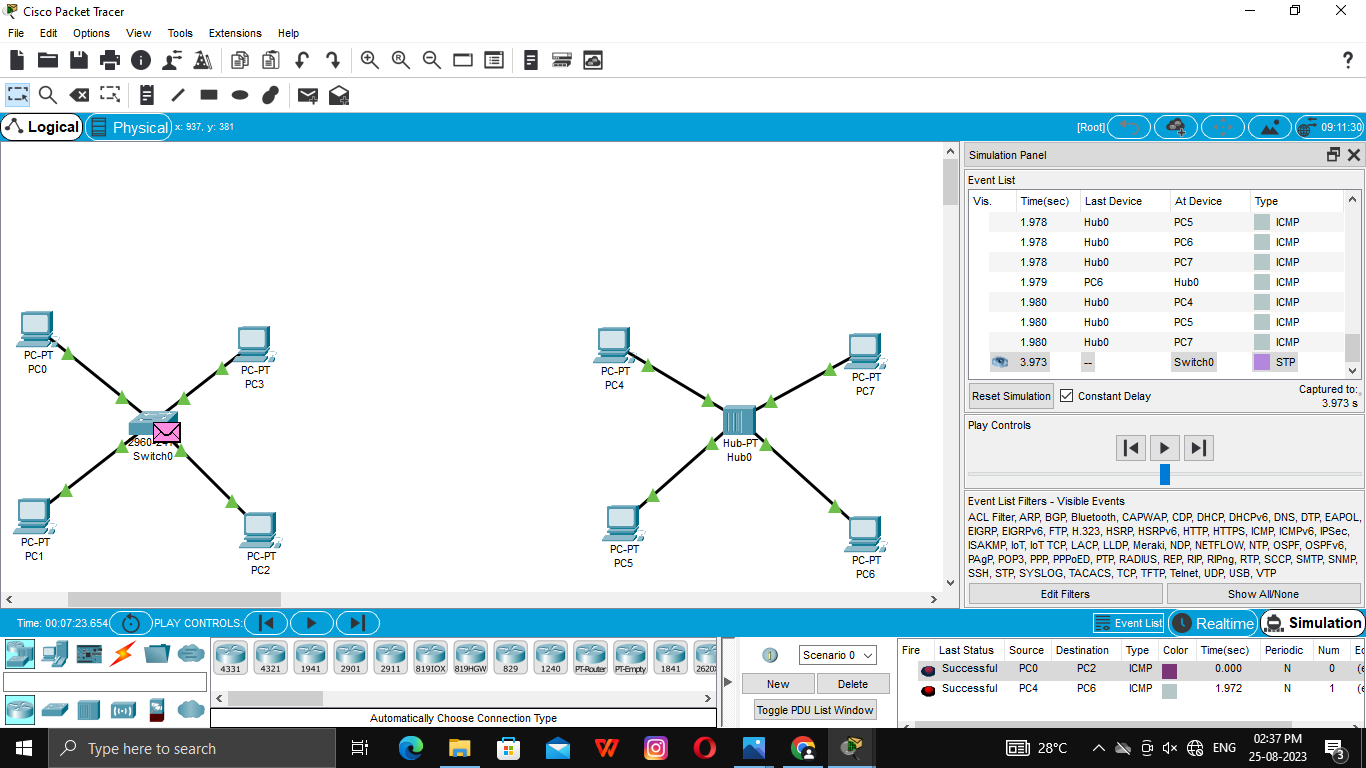 Cisco Packet Tracer
File Edit Options View Tools Extensions Help
Logical Physical x: 937, y: 381 [Root] 09:11:30
Simulation Panel
Event List
Vis. Time(sec) Last Device At Device Type
1.978 Hub0 PC5 ICMP
1.978 Hub0 PC6 ICMP
1.978 Hub0 PC7 ICMP
1.979 PC6 Hub0 ICMP
1.980 Hub0 PC4 ICMP
1.980 Hub0 PC5 ICMP
1.980 Hub0 PC7 ICMP
3.973 -- Switch0 STP
Reset Simulation Constant Delay Captured to:
3.973 s
Play Controls
Event List Filters - Visible Events
ACL Filter, ARP, BGP, Bluetooth, CAPWAP, CDP, DHCP, DHCPv6, DNS, DTP, EAPOL,
EIGRP, EIGRPv6, FTP, H.323, HSRP, HSRPv6, HTTP, HTTPS, ICMP, ICMPv6, IPSec,
ISAKMP, IoT, IoT TCP, LACP, LLDP, Meraki, NDP, NETFLOW, NTP, OSPF, OSPFv6,
PAgP, POP3, PPP, PPPoED, PTP, RADIUS, REP, RIP, RIPng, RTP, SCCP, SMTP, SNMP,
SSH, STP, SYSLOG, TACACS, TCP, TFTP, Telnet, UDP, USB, VTP
Edit Filters Show All/None
PC-PT
PC0
PC-PT
PC3
Switch0
PC-PT
PC1
PC-PT
PC2
PC-PT
PC4
PC-PT
PC7
Hub-PT
Hub0
PC-PT
PC5
PC-PT
PC6
Time: 00:07:23.654 PLAY CONTROLS: Event List Realtime Simulation
4331 4321 1941 2901 2911 819IOX 819HGW 829 1240 PT-Router PT-Empty 1841 2620X
Automatically Choose Connection Type
Scenario 0
New Delete
Toggle PDU List Window
Fire Last Status Source Destination Type Color Time(sec) Periodic Num Ec
Successful PC0 PC2 ICMP 0.000 N 0 (e
Successful PC4 PC6 ICMP 1.972 N 1 (e
Type here to search 28°C ENG 02:37 PM
25-08-2023 3